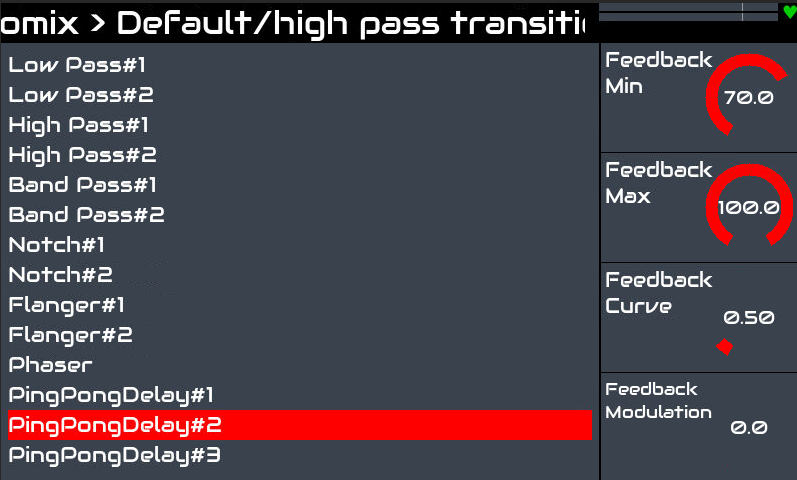 omix > Default/high pass transitio
Low Pass#1
Low Pass#2
High Pass#1
High Pass#2
Band Pass#1
Band Pass#2
Notch#1
Notch#2
Flanger#1
Flanger#2
Phaser
PingPongDelay#1
PingPongDelay#2
PingPongDelay#3
Feedback
Min
70.0
Feedback
Max
100.0
Feedback
Curve
0.50
Feedback
Modulation
0.0